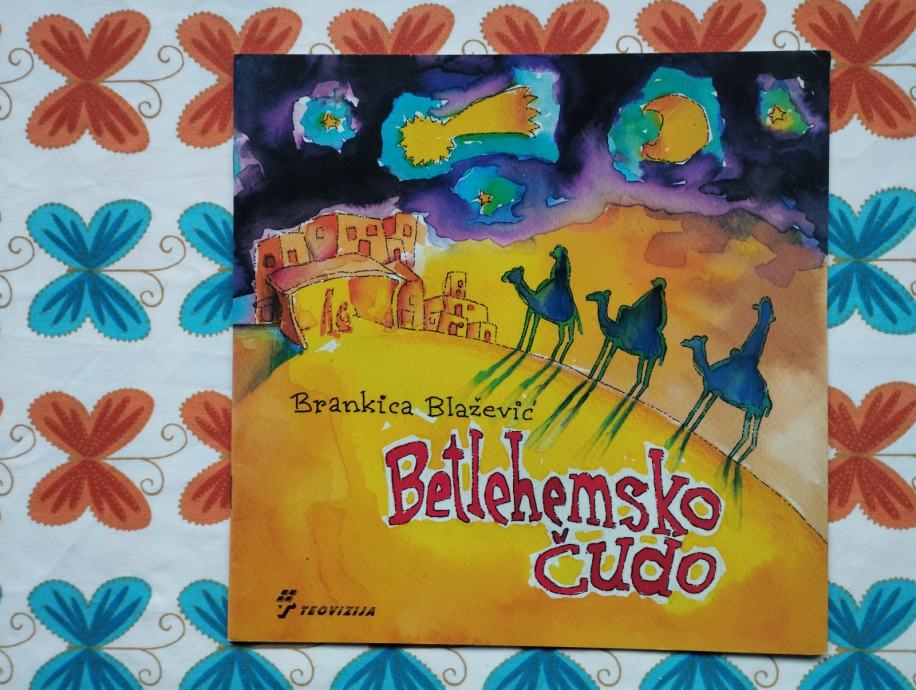 Brankica Blažević
Betlehemsko
čudo
TEOVIZIJA